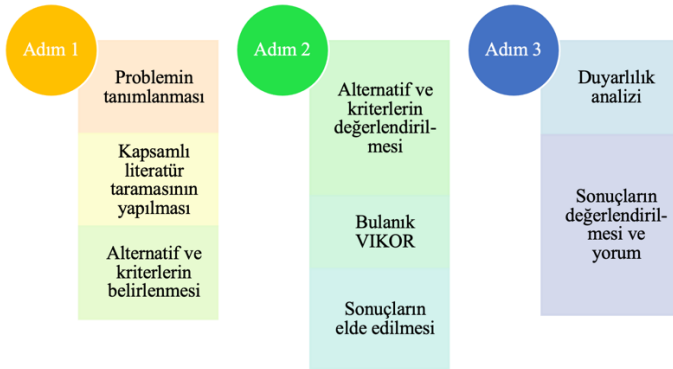 Adım 1
Problemin
tanımlanması
Kapsamlı
literatür
taramasının
yapılması
Alternatif ve
kriterlerin
belirlenmesi
Adım 2
Alternatif ve
kriterlerin
değerlendiril-
mesi
Bulanık
VIKOR
Sonuçların
elde edilmesi
Adım 3
Duyarlılık
analizi
Sonuçların
değerlendiril-
mesi ve
yorum